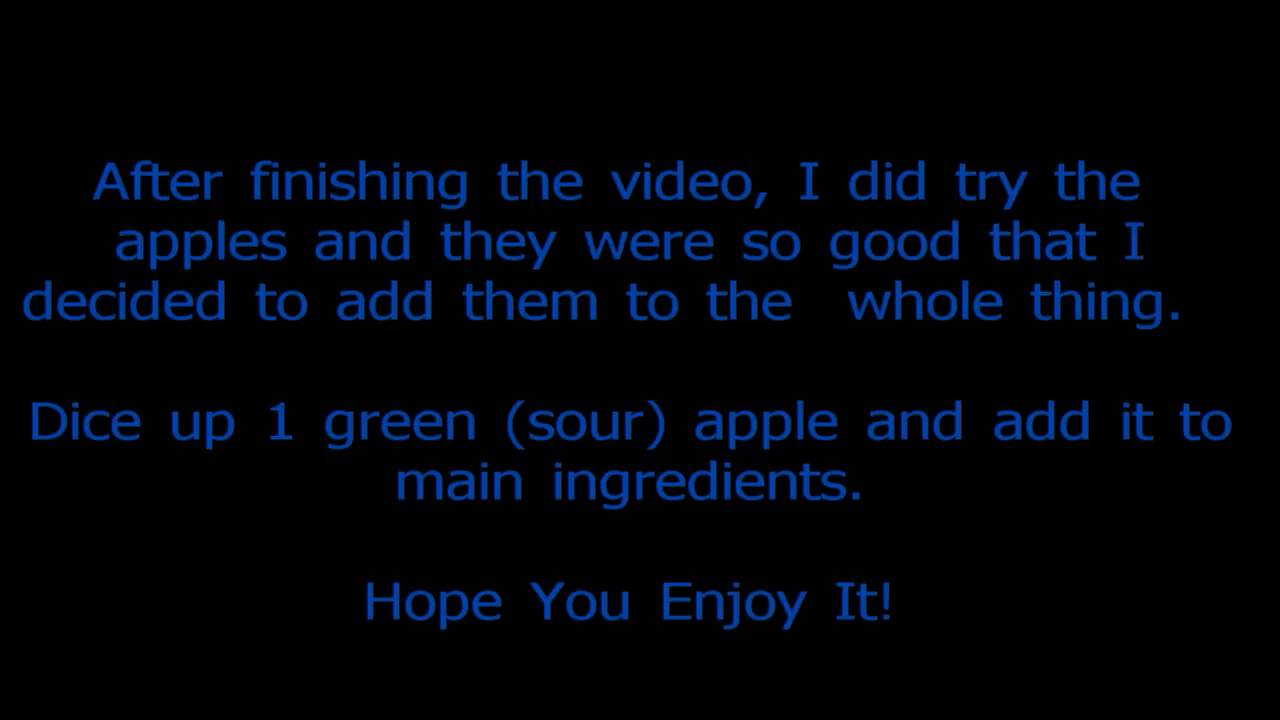 After finishing the video, I did try the
apples and they were so good that I
decided to add them to the whole thing.
Dice up 1 green (sour) apple and add it to
main ingredients.
Hope You Enjoy It!